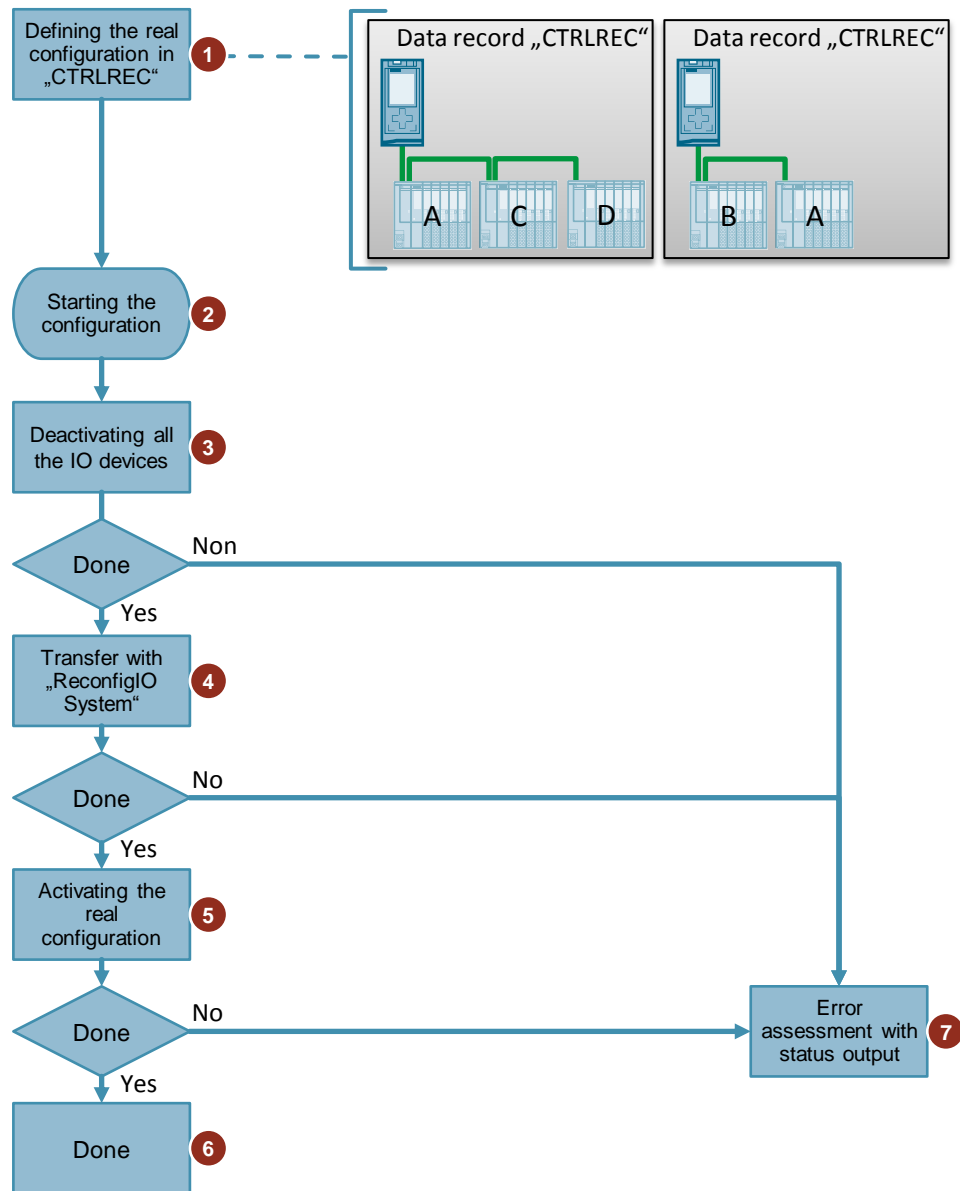 Defining the real
configuration in
„CTRLREC“
1
Data record „CTRLREC“
A
C
D
Data record „CTRLREC“
B
A
Starting the
configuration
2
Deactivating all
the IO devices
3
Done
Non
Yes
Transfer with
„ReconfigIO
System“
4
Done
No
Yes
Activating the
real
configuration
5
Done
No
Yes
Error
assessment with
status output
7
Done
6